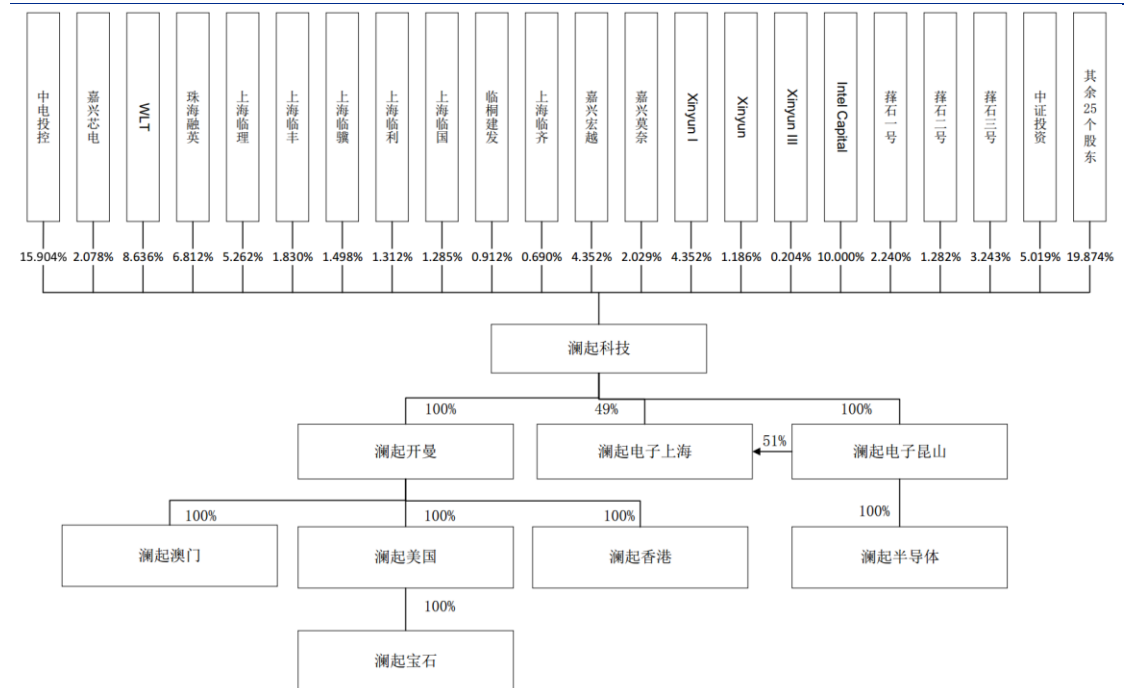 中电投控
嘉兴芯电
WLT
珠海融英
上海临理
上海临丰
上海临骥
上海临利
上海临国
临桐建发
上海临齐
嘉兴宏越
嘉兴莫奈
Xinyun I
Xinyun
Xinyun III
Intel Capital
萚石一号
萚石二号
萚石三号
中证投资
其余25个股东
15.904%
2.078%
8.636%
6.812%
5.262%
1.830%
1.498%
1.312%
1.285%
0.912%
0.690%
4.352%
2.029%
4.352%
1.186%
0.204%
10.000%
2.240%
1.282%
3.243%
5.019%
19.874%
澜起科技
100%
49%
100%
澜起开曼
澜起电子上海
51%
澜起电子昆山
100%
100%
100%
100%
澜起澳门
澜起美国
澜起香港
澜起半导体
100%
澜起宝石